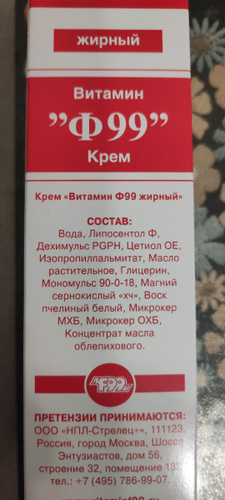 жирный
Витамин
"Ф99"
Крем
Крем «Витамин Ф99 жирный»
СОСТАВ:
Вода, Липосентол Ф,
Дехимульс PGPH, Цетиол ОЕ,
Изопропилпальмитат, Масло
растительное, Глицерин,
Мономульс 90-0-18, Магний
сернокислый «хч», Воск
пчелиный белый, Микрокер
МХБ, Микрокер ОХБ,
Концентрат масла
облепихового.
F99
ПРЕТЕНЗИИ ПРИНИМАЮТСЯ:
ООО «НПЛ-Стрелец+», 111123,
Россия, город Москва, Шоссе
Энтузиастов, дом 56,
строение 32, помещение 132
тел.: +7 (495) 786-99-07.